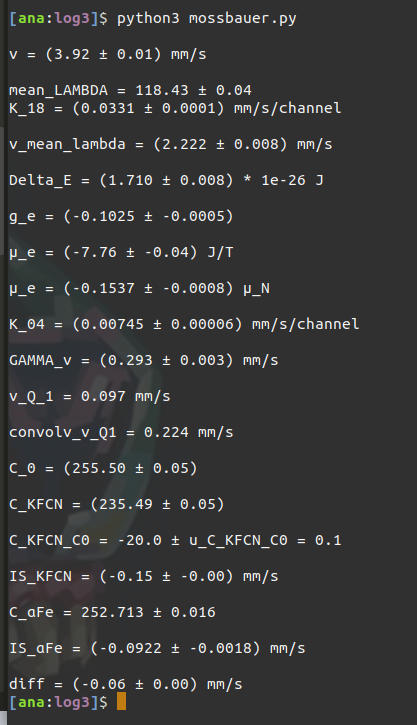 [ana:log3]$ python3 mossbauer.py
v = (3.92 ± 0.01) mm/s
mean_LAMBDA = 118.43 ± 0.04
K_18 = (0.0331 ± 0.0001) mm/s/channel
v_mean_lambda = (2.222 ± 0.008) mm/s
Delta_E = (1.710 ± 0.008) * 1e-26 J
g_e = (-0.1025 ± -0.0005)
μ_e = (-7.76 ± -0.04) J/T
μ_e = (-0.1537 ± -0.0008) μ_N
K_04 = (0.00745 ± 0.00006) mm/s/channel
GAMMA_v = (0.293 ± 0.003) mm/s
v_Q_1 = 0.097 mm/s
convolv_v_Q1 = 0.224 mm/s
C_0 = (255.50 ± 0.05)
C_KFCN = (235.49 ± 0.05)
C_KFCN_C0 = -20.0 ± u_C_KFCN_C0 = 0.1
IS_KFCN = (-0.15 ± -0.00) mm/s
C_aFe = 252.713 ± 0.016
IS_aFe = (-0.0922 ± -0.0018) mm/s
diff = (-0.06 ± 0.00) mm/s
[ana:log3]$